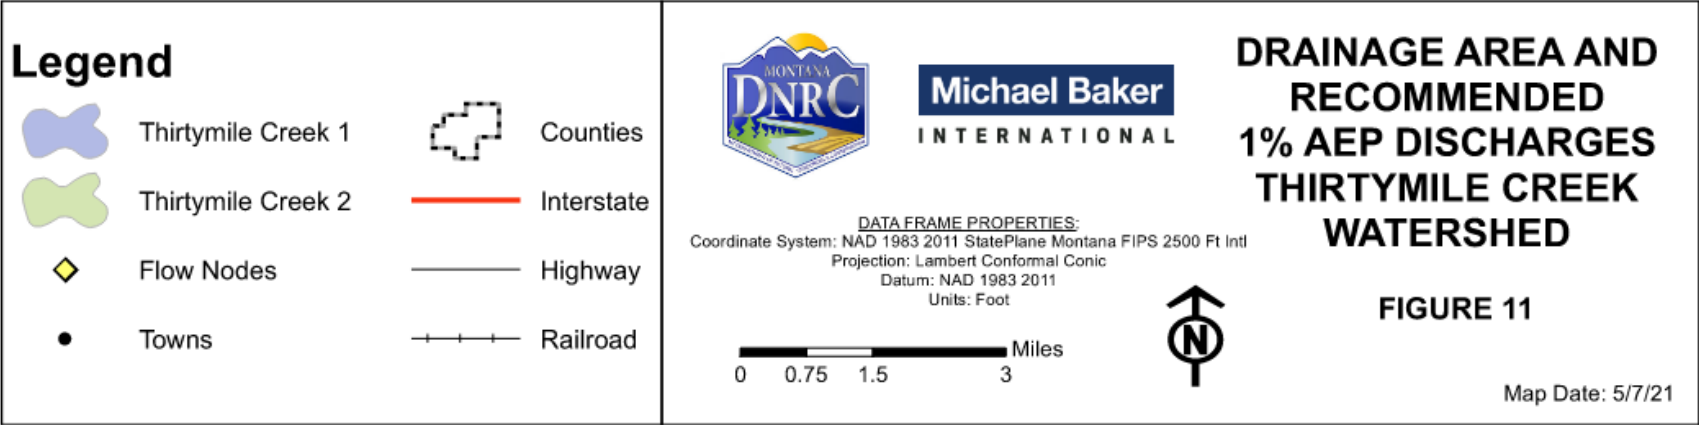 Legend
Thirtymile Creek 1
Thirtymile Creek 2
Flow Nodes
Towns
Counties
Interstate
Highway
Railroad
MONTANA
DNRC
Michael Baker
INTERNATIONAL
DATA FRAME PROPERTIES:
Coordinate System: NAD 1983 2011 StatePlane Montana FIPS 2500 Ft Intl
Projection: Lambert Conformal Conic
Datum: NAD 1983 2011
Units: Foot
Miles
0 0.75 1.5 3
N
DRAINAGE AREA AND
RECOMMENDED
1% AEP DISCHARGES
THIRTYMILE CREEK
WATERSHED
FIGURE 11
Map Date: 5/7/21